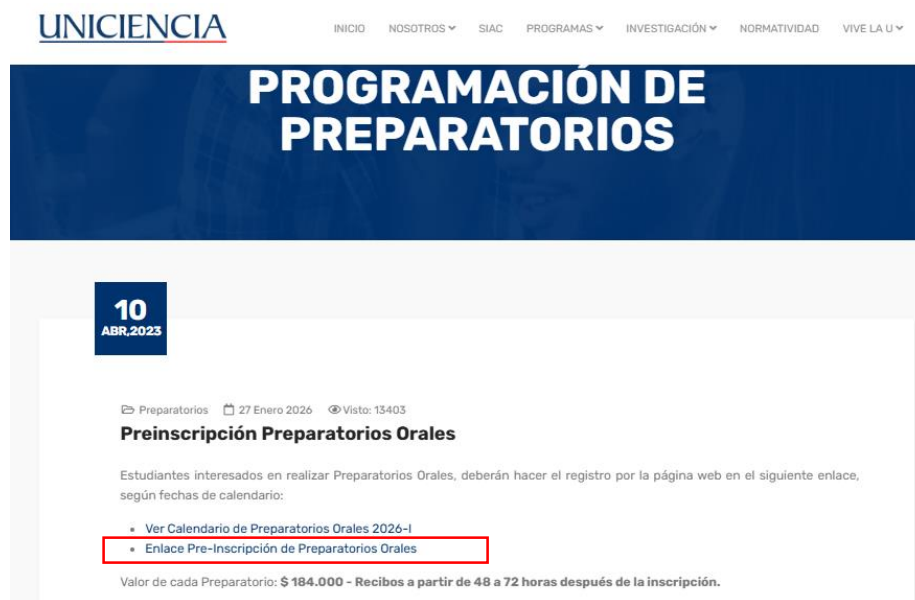 UNICIENCIA
INICIO NOSOTROS SIAC PROGRAMAS INVESTIGACIÓN NORMATIVIDAD VIVE LA U
PROGRAMACIÓN DE
PREPARATORIOS
10
ABR,2023
Preparatorios 27 Enero 2026 Visto: 13403
Preinscripción Preparatorios Orales
Estudiantes interesados en realizar Preparatorios Orales, deberán hacer el registro por la página web en el siguiente enlace,
según fechas de calendario:
Ver Calendario de Preparatorios Orales 2026-I
Enlace Pre-Inscripción de Preparatorios Orales
Valor de cada Preparatorio: $ 184.000 - Recibos a partir de 48 a 72 horas después de la inscripción.